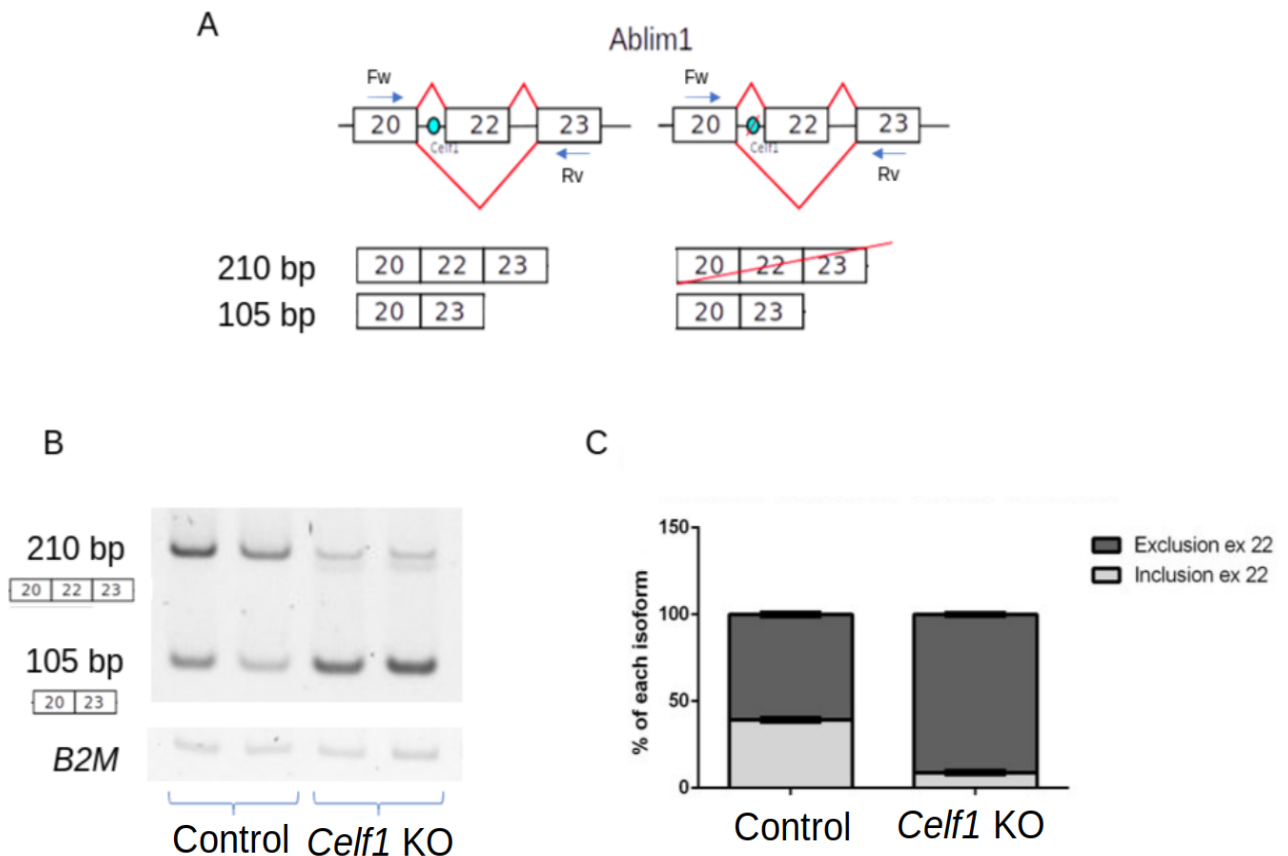 A
Ablim1
Fw
Fw
20 22 23
20 22 23
Celf1
Celf1
Rv
Rv
210 bp
20 22 23
20 22 23
105 bp
20 23
20 23
B
210 bp
20 22 23
105 bp
20 23
B2M
Control Celf1 KO
C
150
100
50
0
% of each isoform
Exclusion ex 22
Inclusion ex 22
Control Celf1 KO